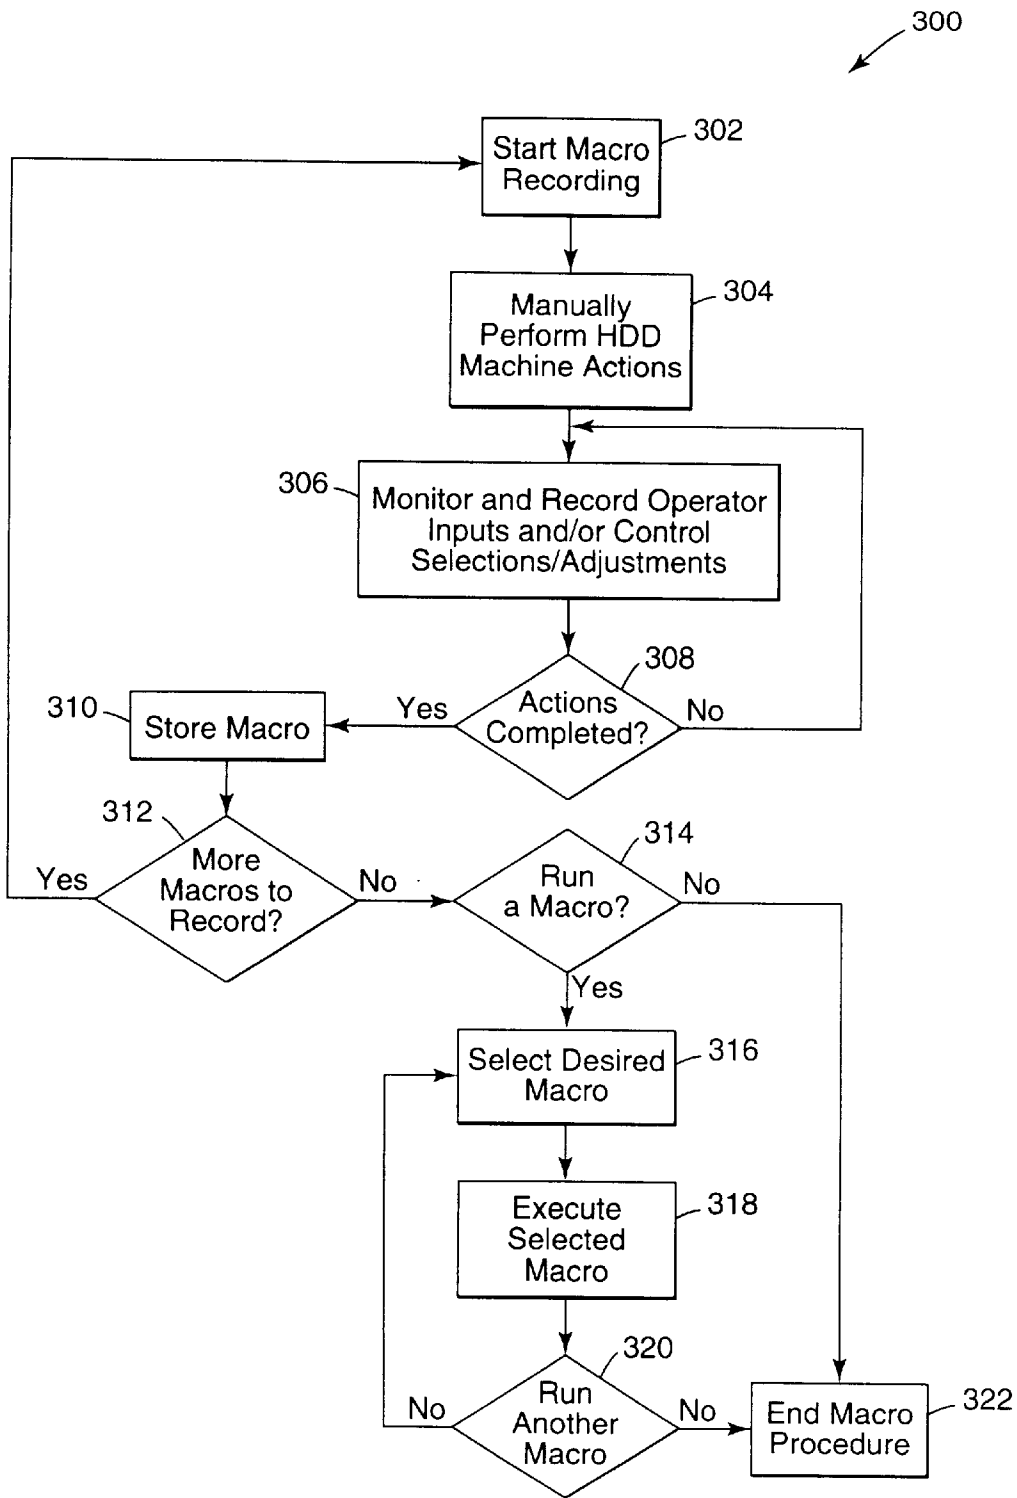 300
302
Start Macro
Recording
304
Manually
Perform HDD
Machine Actions
306
Monitor and Record Operator
Inputs and/or Control
Selections/Adjustments
308
Actions
Completed?
Yes
No
310
Store Macro
312
More
Macros to
Record?
Yes
No
314
Run
a Macro?
No
Yes
316
Select Desired
Macro
318
Execute
Selected
Macro
320
Run
Another
Macro
No
No
322
End Macro
Procedure